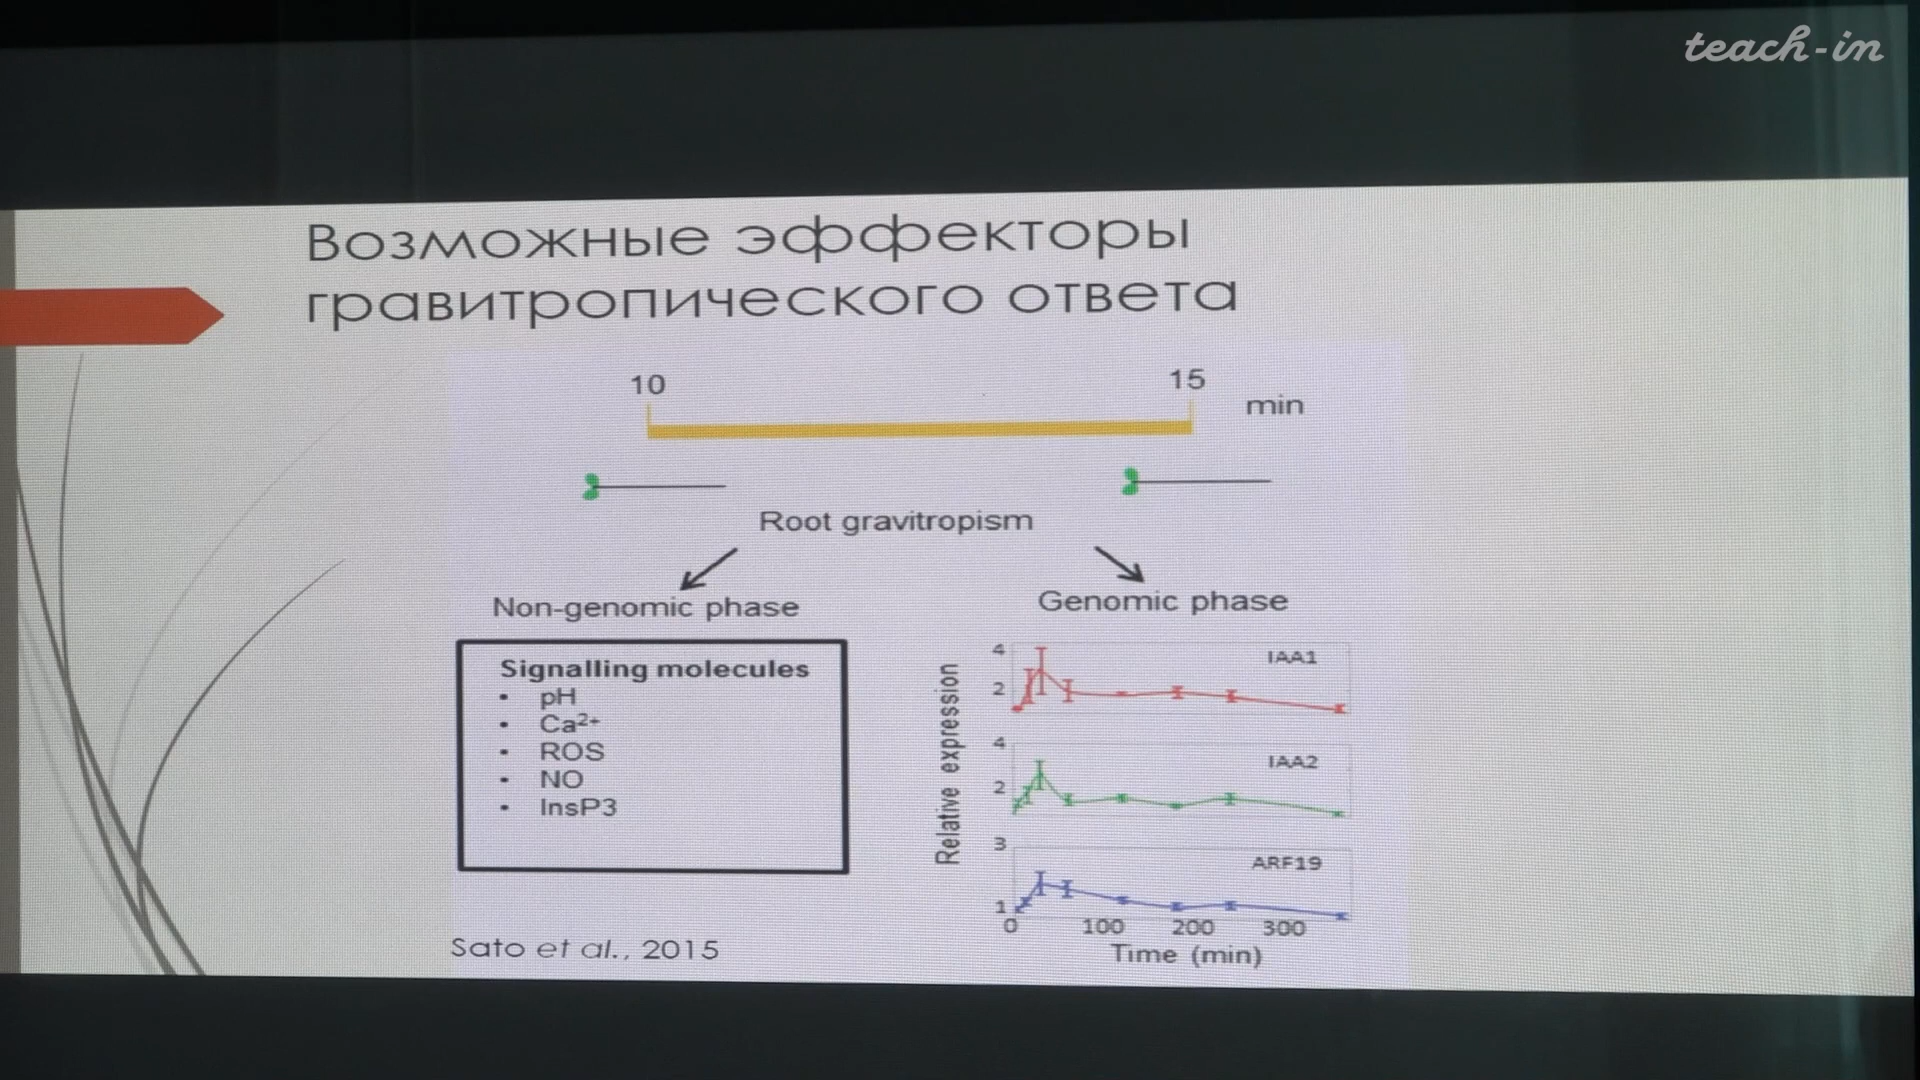 teach-in
Возможные эффекторы
гравитропического ответа
10
15
min
Root gravitropism
Non-genomic phase
Genomic phase
Signalling molecules
• pH
• Ca²⁺
• ROS
• NO
• InsP3
Relative expression
4
2
IAA1
4
2
IAA2
3
1
ARF19
0 100 200 300
Time (min)
Sato et al., 2015